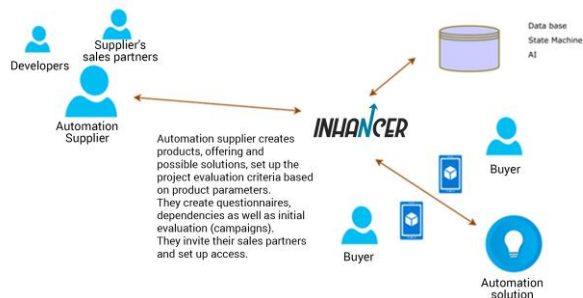 Supplier's
sales partners
Developers
Automation
Supplier
Data base
State Machine
AI
INHANCER
Automation supplier creates
products, offering and
possible solutions, set up the
project evaluation criteria based
on product parameters.
They create questionnaires,
dependencies as well as initial
evaluation (campaigns).
They invite their sales partners
and set up access.
Buyer
Buyer
Automation
solution